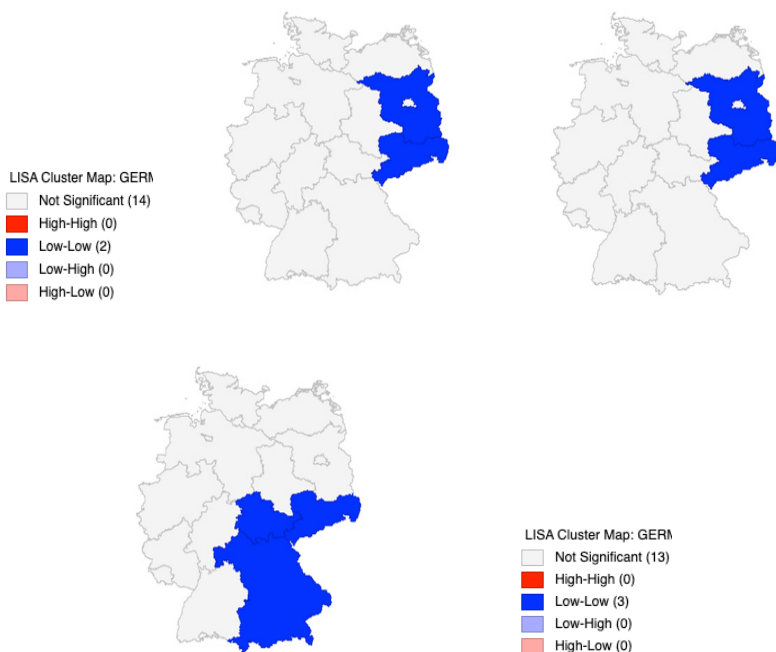 LISA Cluster Map: GERM
Not Significant (14)
High-High (0)
Low-Low (2)
Low-High (0)
High-Low (0)
LISA Cluster Map: GERM
Not Significant (13)
High-High (0)
Low-Low (3)
Low-High (0)
High-Low (0)